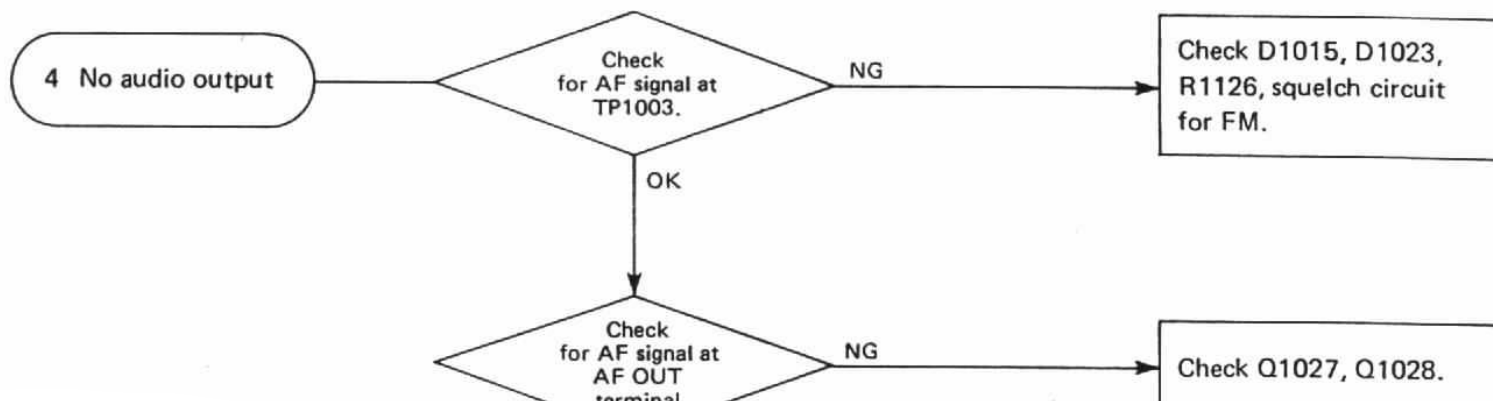 4 No audio output
Check
for AF signal at
TP1003.
NG
Check D1015, D1023,
R1126, squelch circuit
for FM.
OK
Check
for AF signal at
AF OUT
terminal
NG
Check Q1027, Q1028.